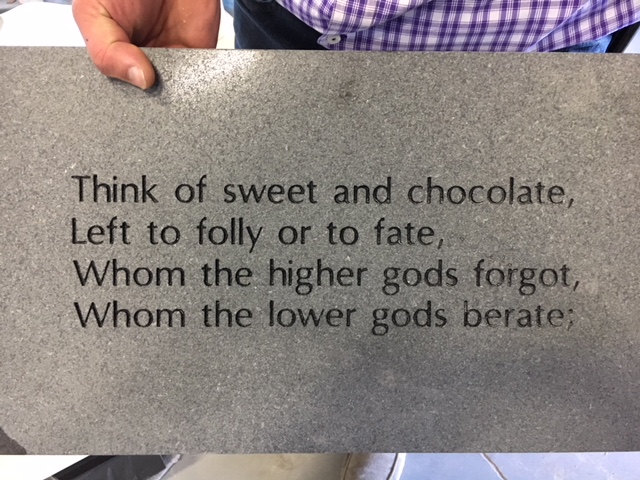 Think of sweet and chocolate,
Left to folly or to fate,
Whom the higher gods forgot,
Whom the lower gods berate;